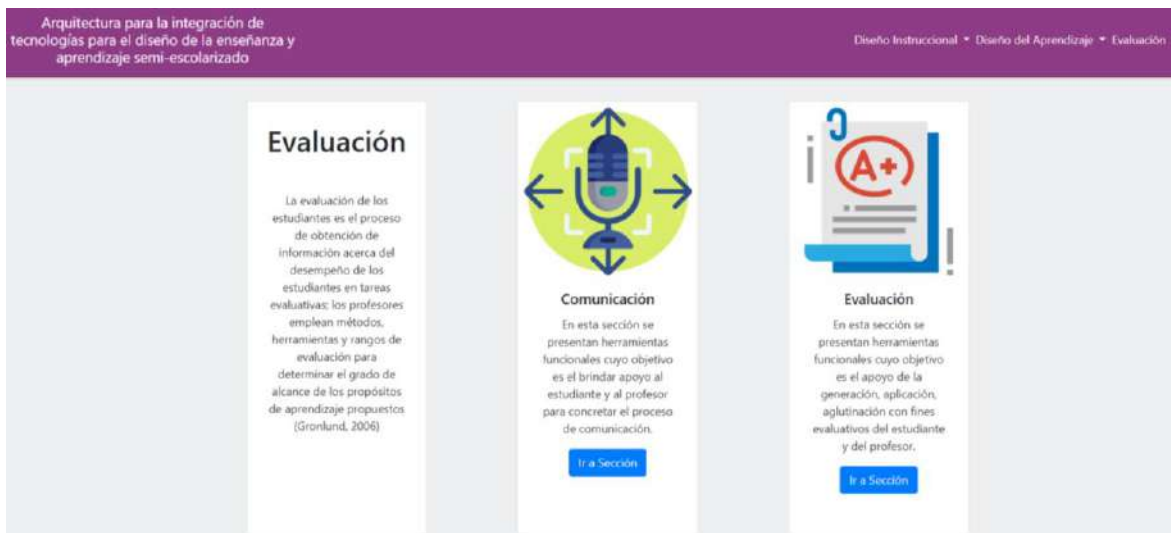 Arquitectura para la integración de
tecnologías para el diseño de la enseñanza y
aprendizaje semi-escolarizado
Diseño Instruccional Diseño del Aprendizaje Evaluación
Evaluación
La evaluación de los
estudiantes es el proceso
de obtención de
información acerca del
desempeño de los
estudiantes en tareas
evaluativas; los profesores
emplean métodos,
herramientas y rangos de
evaluación para
determinar el grado de
alcance de los propósitos
de aprendizaje propuestos
(Gronlund, 2006)
Comunicación
En esta sección se
presentan herramientas
funcionales cuyo objetivo
es el brindar apoyo al
estudiante y al profesor
para concretar el proceso
de comunicación.
Ir a Sección
A+
Evaluación
En esta sección se
presentan herramientas
funcionales cuyo objetivo
es el apoyo de la
generación, aplicación,
aglutinación con fines
evaluativos del estudiante
y del profesor.
Ir a Sección